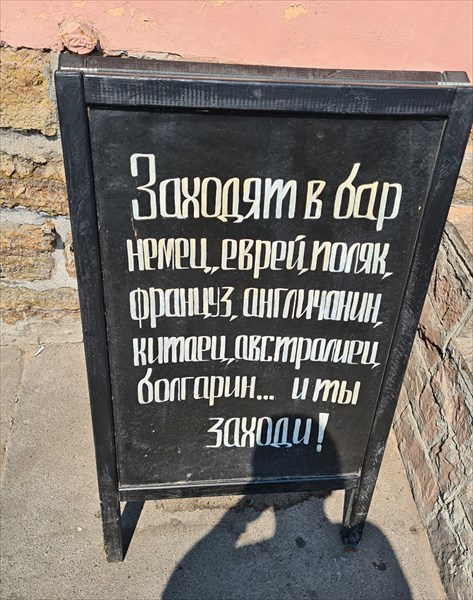 Заходят в бар
немец, еврей, поляк,
француз, англичанин,
китаец, австралиец,
болгарин... и ты
заходи!